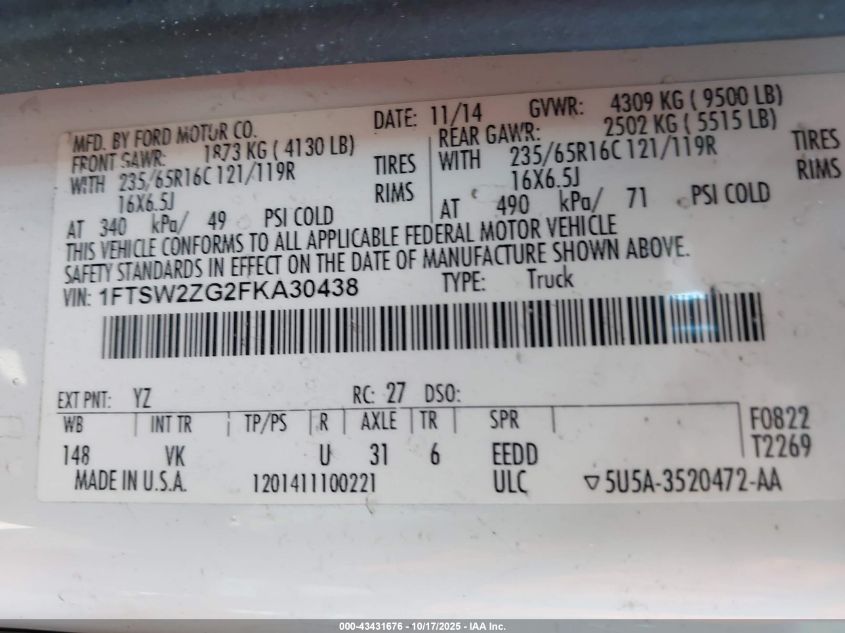 MFD. BY FORD MOTOR CO. DATE: 11/14 GVWR: 4309 KG ( 9500 LB)
FRONT GAWR: 1873 KG ( 4130 LB) REAR GAWR: 2502 KG ( 5515 LB)
WITH 235/65R16C 121/119R TIRES WITH 235/65R16C 121/119R TIRES
16X6.5J RIMS 16X6.5J RIMS
AT 340 kPa/ 49 PSI COLD AT 490 kPa/ 71 PSI COLD
THIS VEHICLE CONFORMS TO ALL APPLICABLE FEDERAL MOTOR VEHICLE
SAFETY STANDARDS IN EFFECT ON THE DATE OF MANUFACTURE SHOWN ABOVE.
VIN: 1FTSW2ZG2FKA30438 TYPE: Truck
EXT PNT: YZ RC: 27 DSO:
WB INT TR TP/PS R AXLE TR SPR F0822
148 VK U 31 6 EEDD T2269
MADE IN U.S.A. 1201411100221 ULC ▽5U5A-3520472-AA
000-43431676 - 10/17/2025 - IAA Inc.